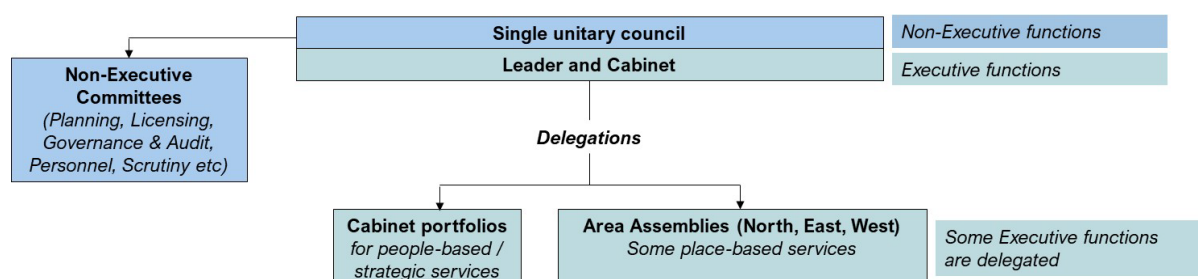 Single unitary council
Non-Executive functions
Leader and Cabinet
Executive functions
Non-Executive
Committees
(Planning, Licensing,
Governance & Audit,
Personnel, Scrutiny etc)
Delegations
Cabinet portfolios
for people-based /
strategic services
Area Assemblies (North, East, West)
Some place-based services
Some Executive functions
are delegated